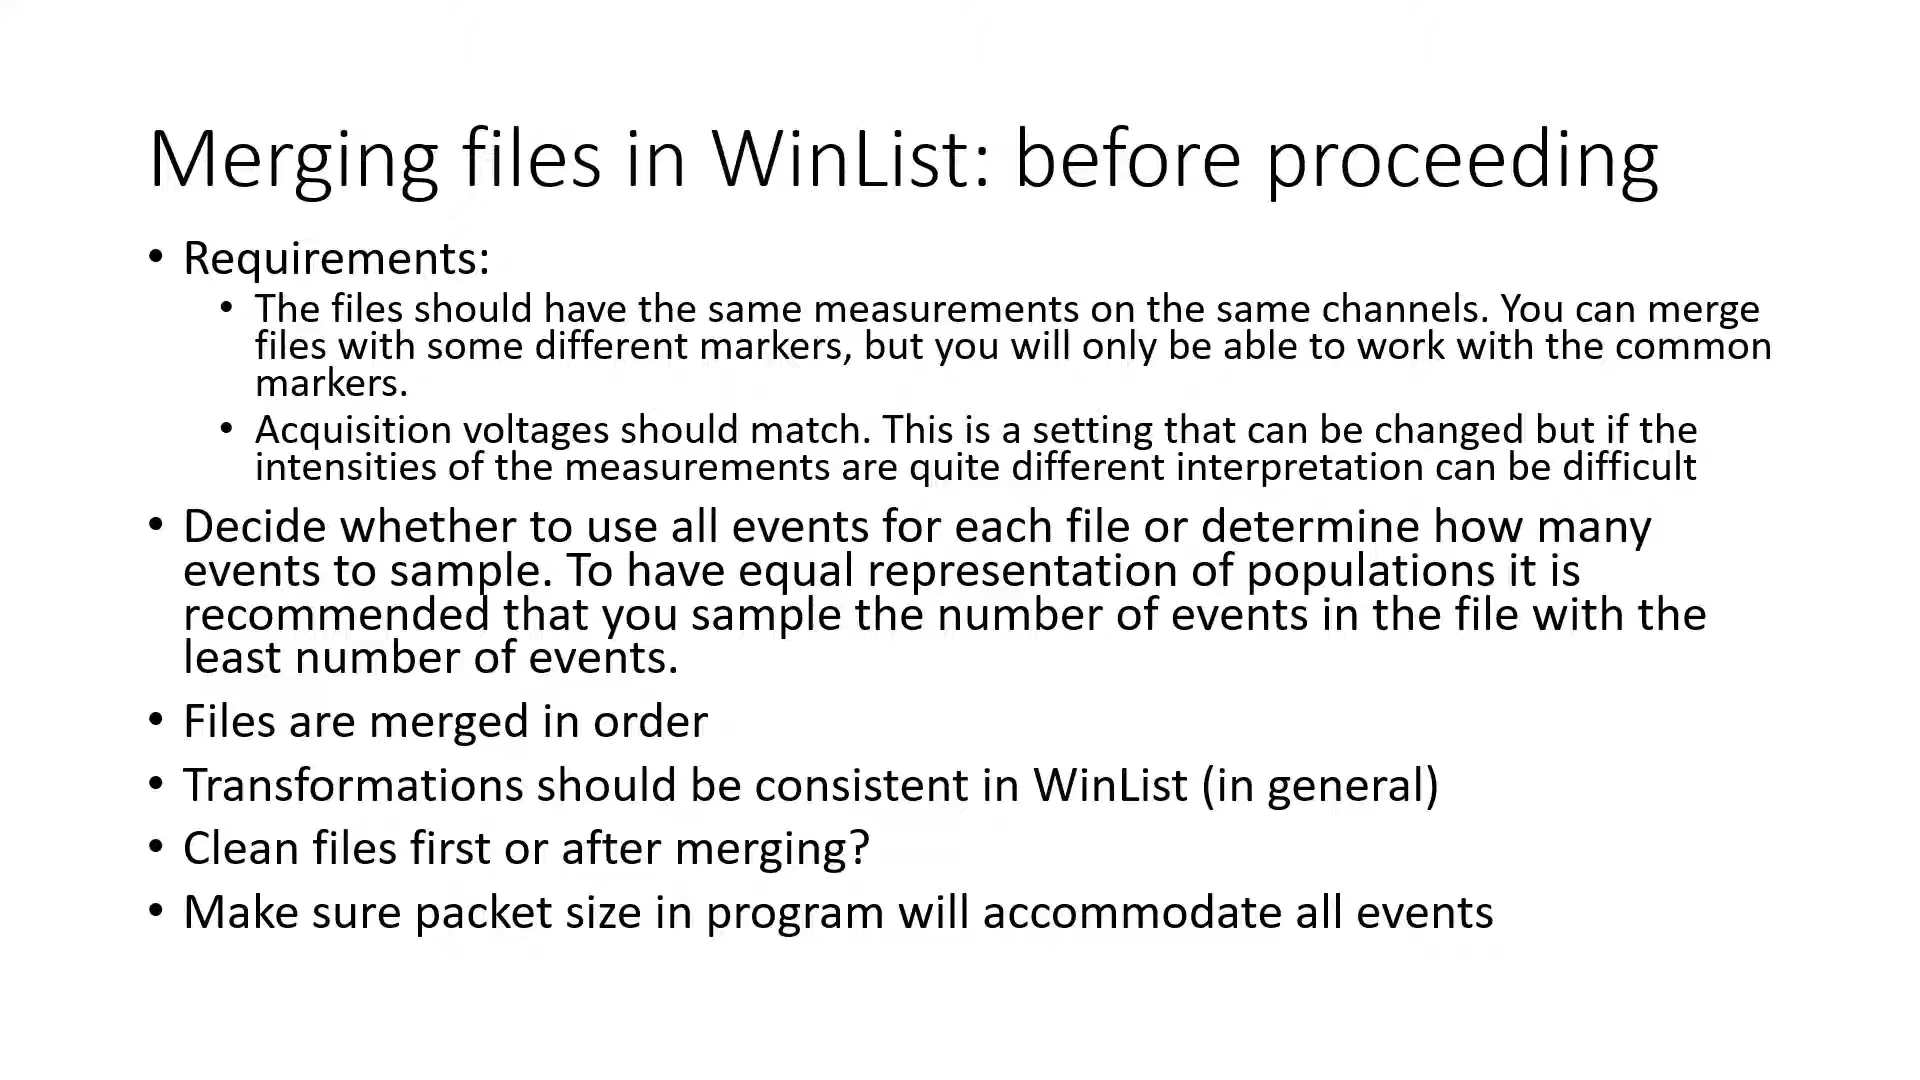 Merging files in WinList: before proceeding
• Requirements:
• The files should have the same measurements on the same channels. You can merge
files with some different markers, but you will only be able to work with the common
markers.
• Acquisition voltages should match. This is a setting that can be changed but if the
intensities of the measurements are quite different interpretation can be difficult
• Decide whether to use all events for each file or determine how many
events to sample. To have equal representation of populations it is
recommended that you sample the number of events in the file with the
least number of events.
• Files are merged in order
• Transformations should be consistent in WinList (in general)
• Clean files first or after merging?
• Make sure packet size in program will accommodate all events